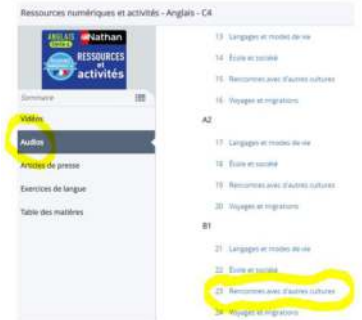 Ressources numériques et activités - Anglais - C4
ANGLAIS
Nathan
RESSOURCES
et
activités
Sommaire
Vidéos
Audios
Articles de presse
Exercices de langue
Table des matières
13 Langages et modes de vie
14 École et société
15 Rencontres avec d'autres cultures
16 Voyages et migrations
A2
17 Langages et modes de vie
18 École et société
19 Rencontres avec d'autres cultures
20 Voyages et migrations
B1
21 Langages et modes de vie
22 École et société
23 Rencontres avec d'autres cultures
24 Voyages et migrations